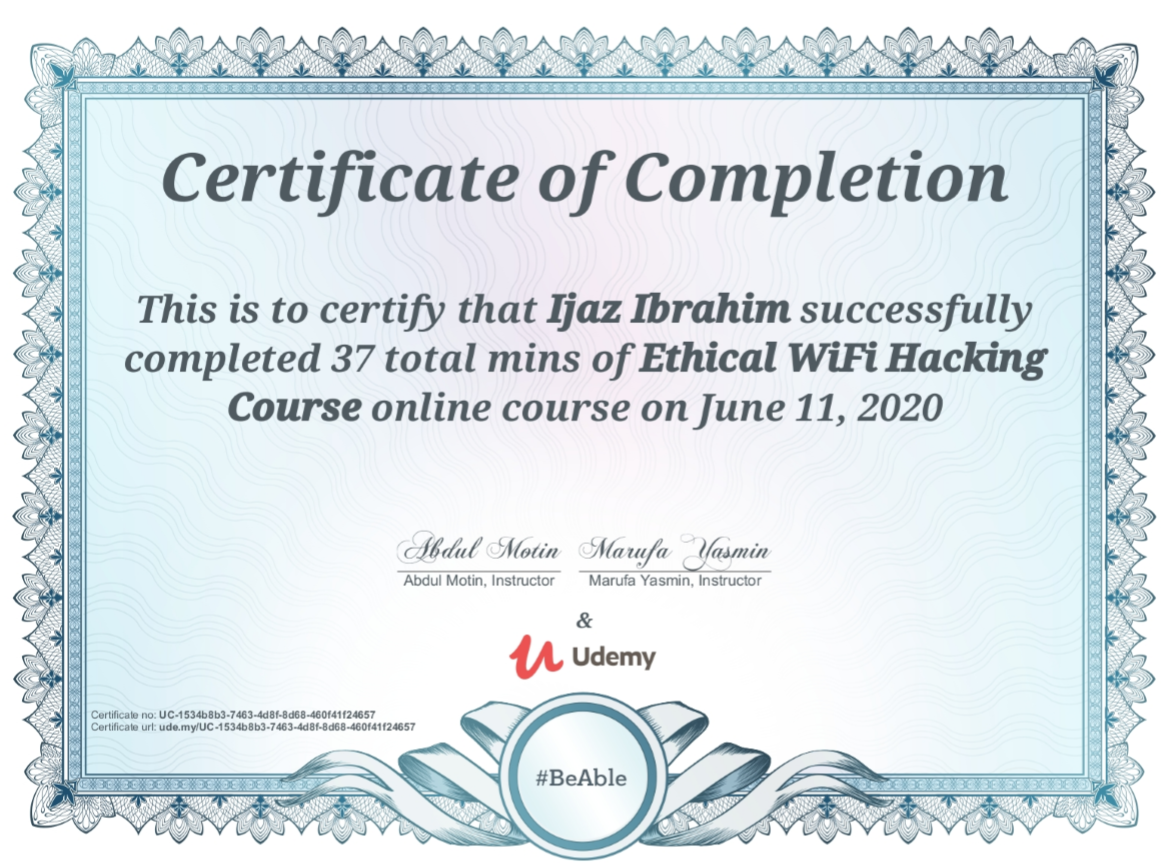 Certificate of Completion
This is to certify that Ijaz Ibrahim successfully
completed 37 total mins of Ethical WiFi Hacking
Course online course on June 11, 2020
Abdul Motin Marufa Yasmin
Abdul Motin, Instructor Marufa Yasmin, Instructor
&
Udemy
Certificate no: UC-1534b8b3-7463-4d8f-8d68-460f41f24657
Certificate url: ude.my/UC-1534b8b3-7463-4d8f-8d68-460f41f24657
#BeAble